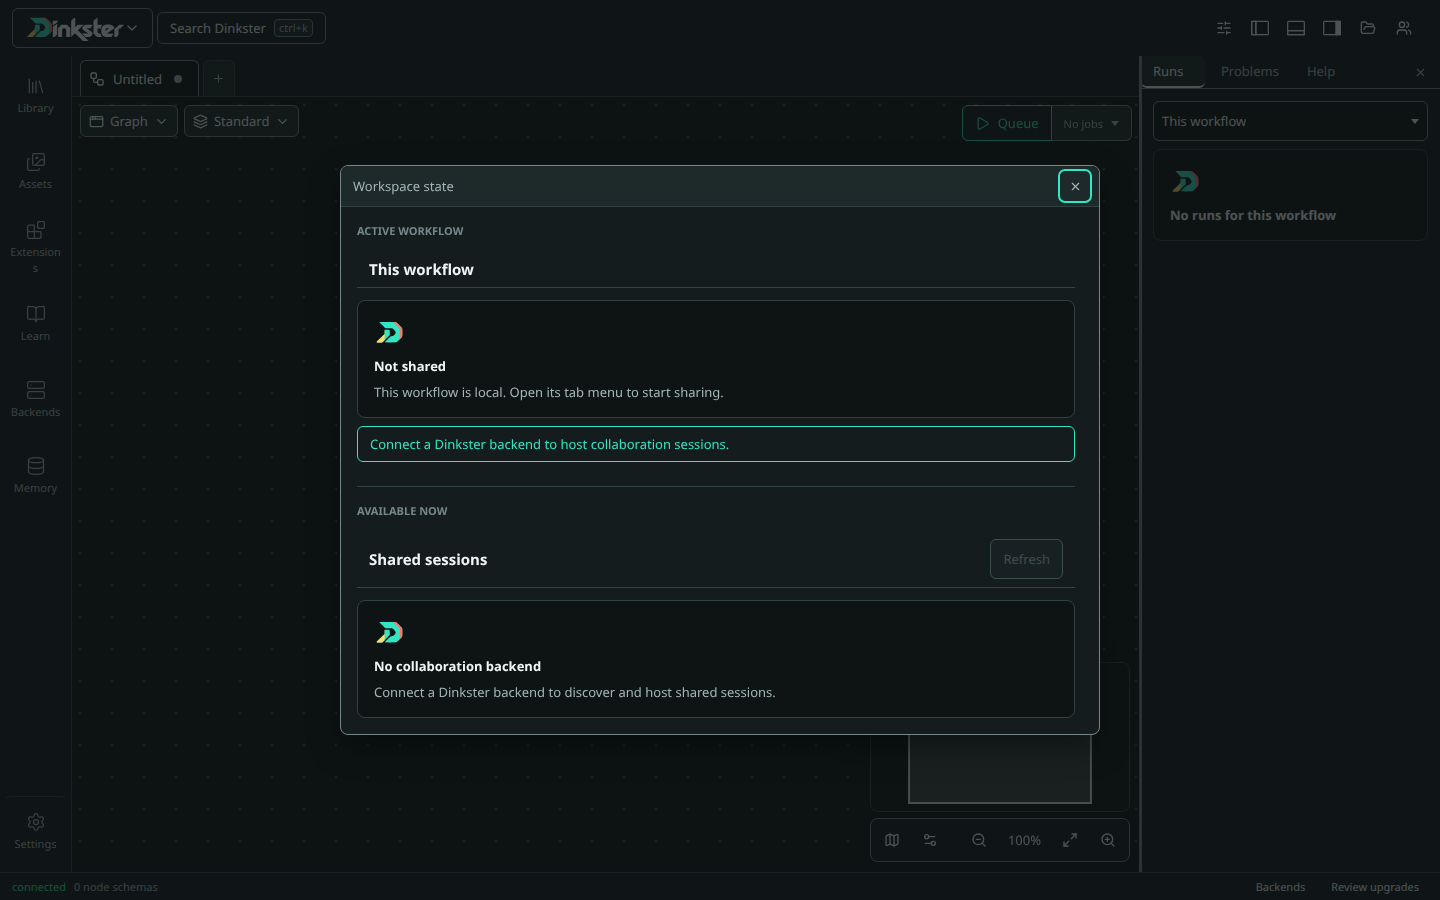 Dinkster
Search Dinkster ctrl+k
Untitled
+
Runs
Problems
Help
Library
Assets
Extension
s
Learn
Backends
Memory
Settings
Graph
Standard
Queue
No jobs
This workflow
No runs for this workflow
Workspace state
ACTIVE WORKFLOW
This workflow
Not shared
This workflow is local. Open its tab menu to start sharing.
Connect a Dinkster backend to host collaboration sessions.
AVAILABLE NOW
Shared sessions
Refresh
No collaboration backend
Connect a Dinkster backend to discover and host shared sessions.
100%
connected 0 node schemas
Backends
Review upgrades